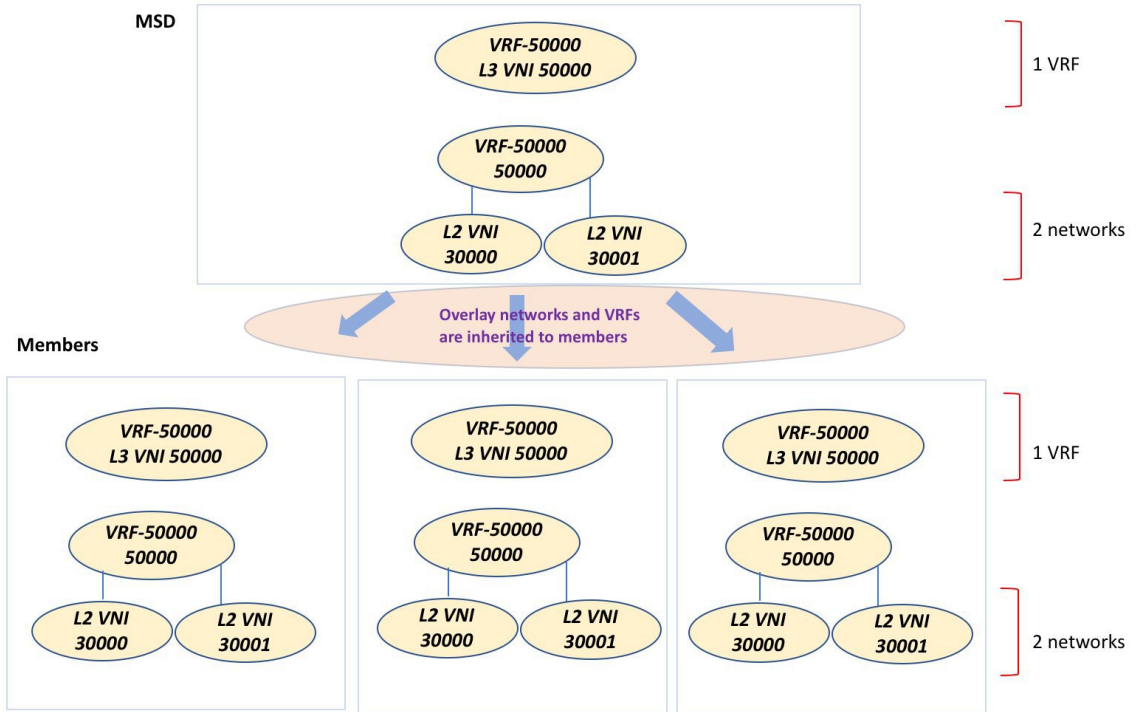 MSD
VRF-50000
L3 VNI 50000
1 VRF
VRF-50000
50000
L2 VNI
30000
L2 VNI
30001
2 networks
Overlay networks and VRFs
are inherited to members
Members
VRF-50000
L3 VNI 50000
VRF-50000
L3 VNI 50000
VRF-50000
L3 VNI 50000
1 VRF
VRF-50000
50000
VRF-50000
50000
VRF-50000
50000
L2 VNI
30000
L2 VNI
30001
L2 VNI
30000
L2 VNI
30001
L2 VNI
30000
L2 VNI
30001
2 networks